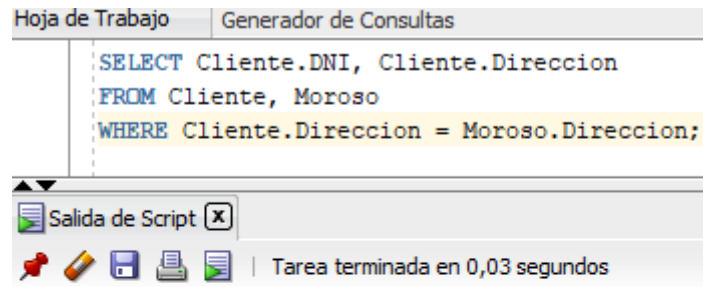 Hoja de Trabajo Generador de Consultas
SELECT Cliente.DNI, Cliente.Direccion
FROM Cliente, Moroso
WHERE Cliente.Direccion = Moroso.Direccion;
Salida de Script
Tarea terminada en 0,03 segundos